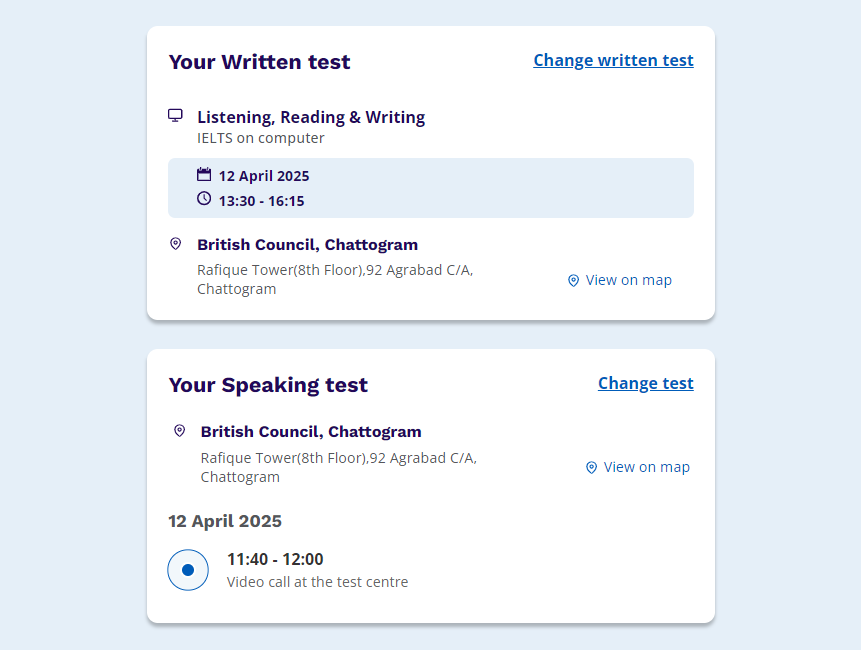 Your Written test
Change written test
Listening, Reading & Writing
IELTS on computer
12 April 2025
13:30 - 16:15
British Council, Chattogram
Rafique Tower(8th Floor),92 Agrabad C/A,
Chattogram
View on map
Your Speaking test
Change test
British Council, Chattogram
Rafique Tower(8th Floor),92 Agrabad C/A,
Chattogram
View on map
12 April 2025
11:40 - 12:00
Video call at the test centre